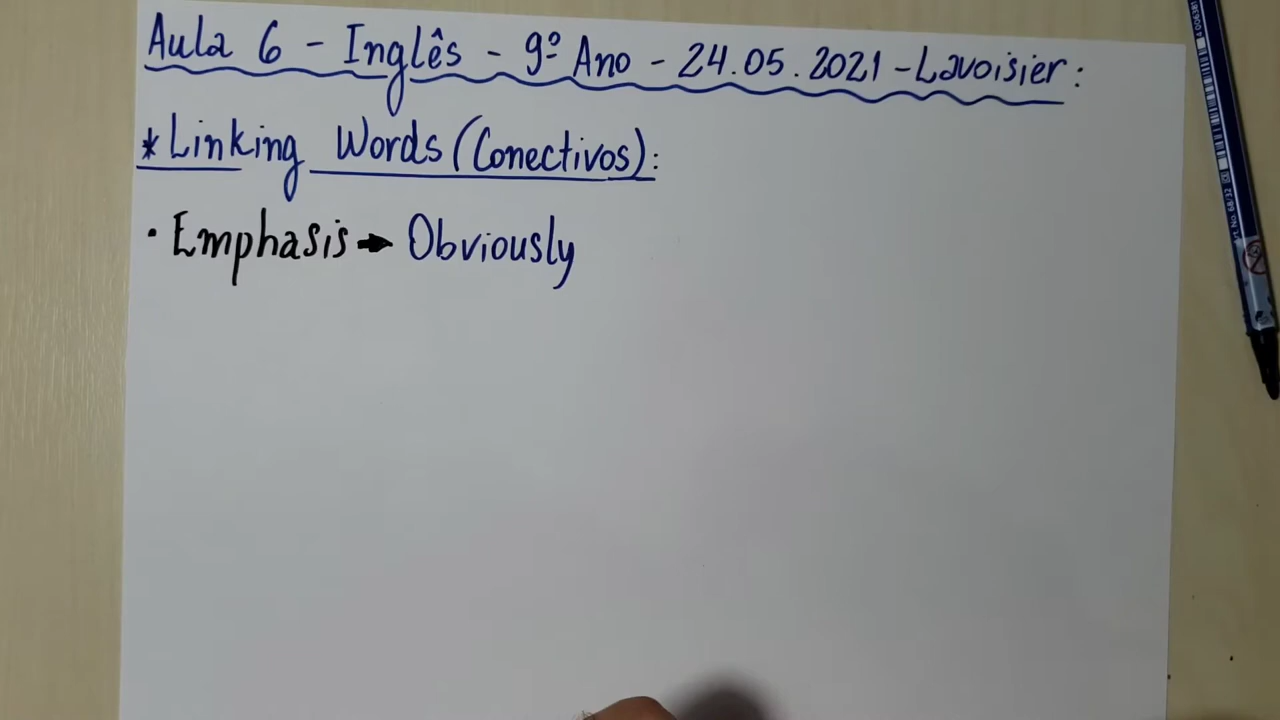 Aula 6 - Inglês - 9º Ano - 24.05.2021 - Lavoisier:
*Linking Words (Conectivos):
• Emphasis → Obviously